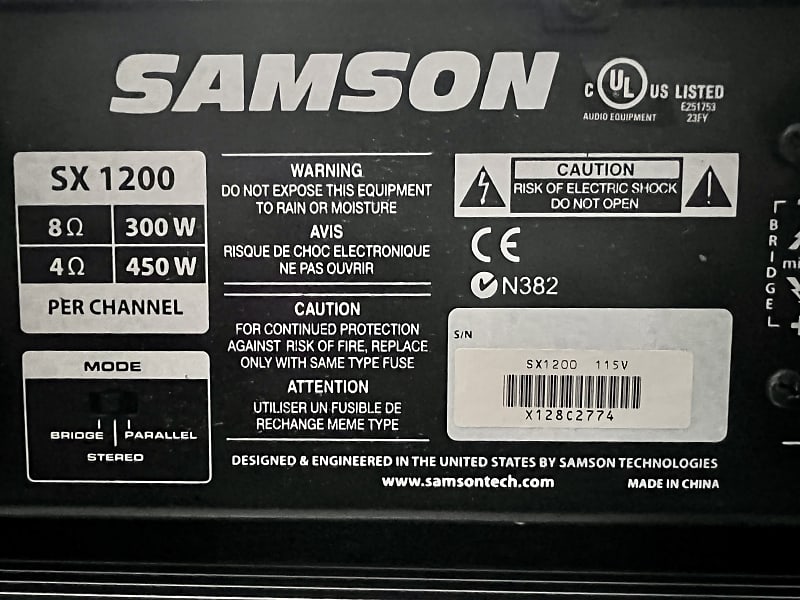 SAMSON
C UL US LISTED
E251753
AUDIO EQUIPMENT 23FY
SX 1200
8Ω 300 W
4Ω 450 W
PER CHANNEL
MODE
BRIDGE PARALLEL
STEREO
WARNING
DO NOT EXPOSE THIS EQUIPMENT
TO RAIN OR MOISTURE
AVIS
RISQUE DE CHOC ELECTRONIQUE
NE PAS OUVRIR
CAUTION
FOR CONTINUED PROTECTION
AGAINST RISK OF FIRE, REPLACE
ONLY WITH SAME TYPE FUSE
ATTENTION
UTILISER UN FUSIBLE DE
RECHANGE MEME TYPE
CAUTION
RISK OF ELECTRIC SHOCK
DO NOT OPEN
CE
N382
S/N
SX1200 115V
X128C2774
DESIGNED & ENGINEERED IN THE UNITED STATES BY SAMSON TECHNOLOGIES
www.samsontech.com MADE IN CHINA
BRIDGE